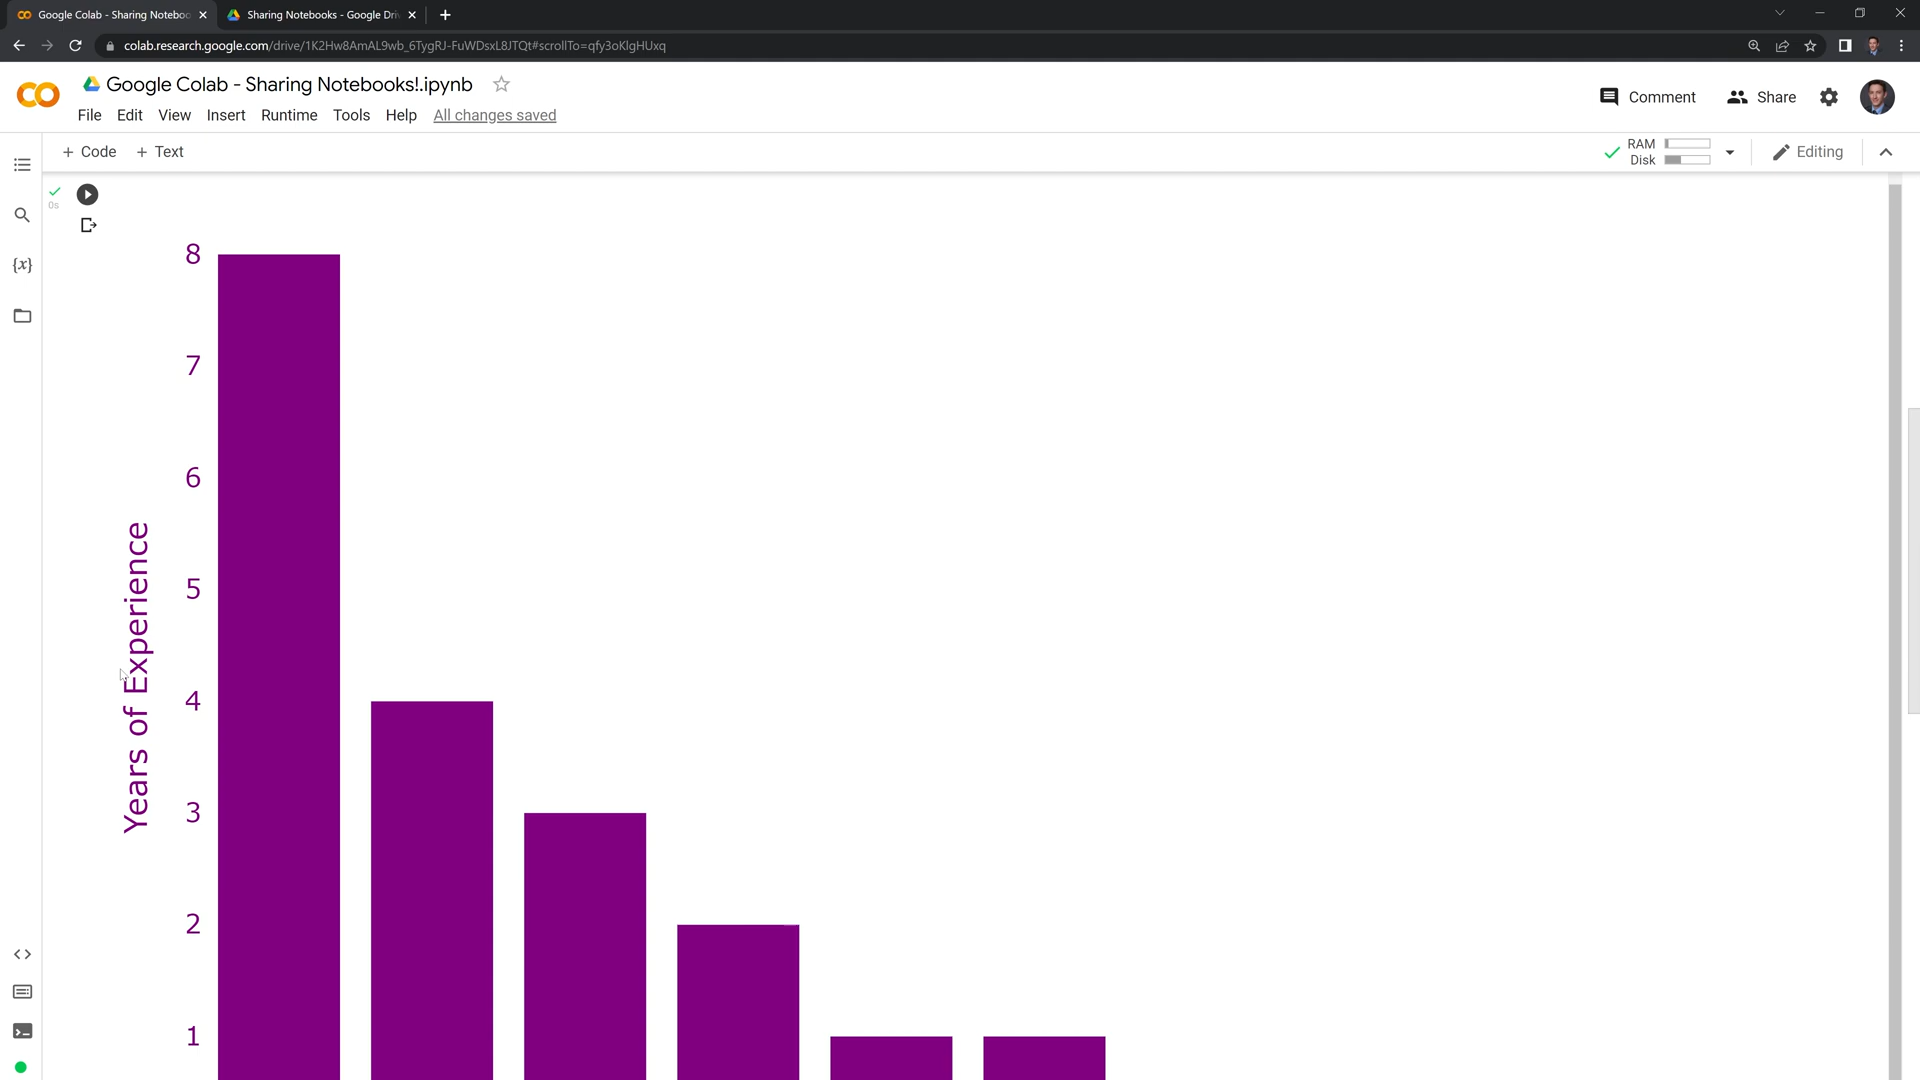 Google Colab - Sharing Noteboo
Sharing Notebooks - Google Dri
colab.research.google.com/drive/1K2Hw8AmAL9wb_6TygRJ-FuWDsxL8JTQt#scrollTo=qfy3oKlgHUxq
Google Colab - Sharing Notebooks!.ipynb
Comment
Share
File Edit View Insert Runtime Tools Help All changes saved
+ Code + Text
RAM
Disk
Editing
0s
{x}
8
7
6
5
4
3
2
1
Years of Experience